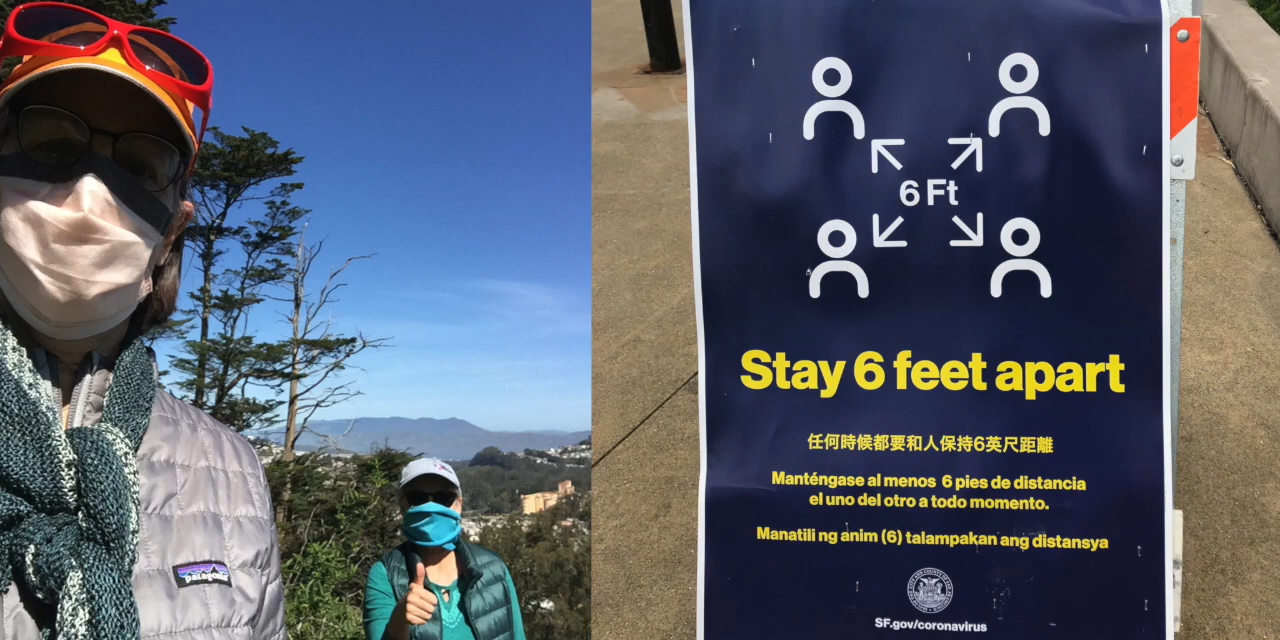 patagonia
6 Ft
Stay 6 feet apart
任何時候都要和人保持6英尺距離
Manténgase al menos 6 pies de distancia
el uno del otro a todo momento.
Manatili ng anim (6) talampakan ang distansya
SF.gov/coronavirus